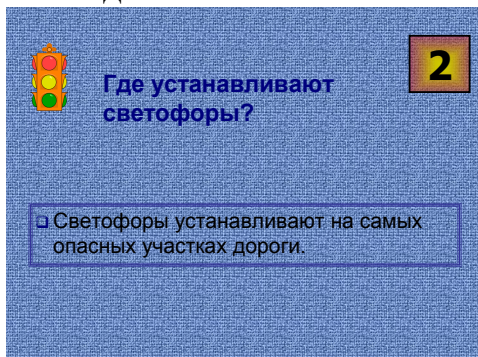 2
Где устанавливают
светофоры?
Светофоры устанавливают на самых
опасных участках дороги.